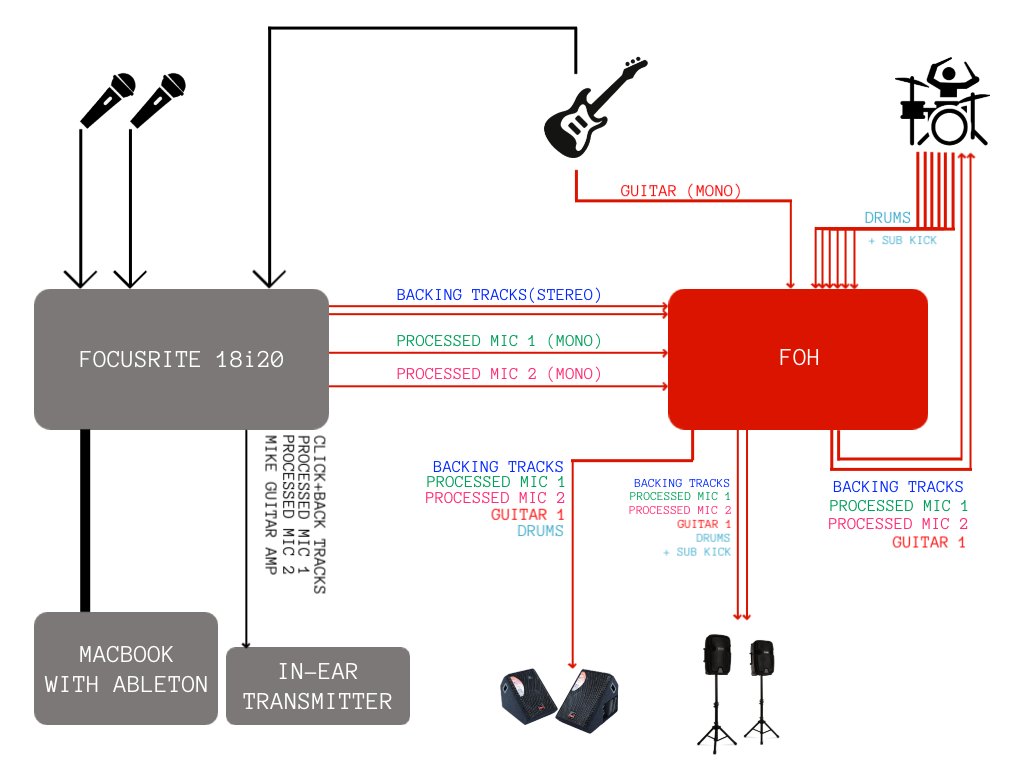 GUITAR (MONO)
DRUMS
+ SUB KICK
BACKING TRACKS(STEREO)
PROCESSED MIC 1 (MONO)
PROCESSED MIC 2 (MONO)
FOCUSRITE 18i20
FOH
CLICK+BACK TRACKS
PROCESSED MIC 1
PROCESSED MIC 2
MIKE GUITAR AMP
BACKING TRACKS
PROCESSED MIC 1
PROCESSED MIC 2
GUITAR 1
DRUMS
BACKING TRACKS
PROCESSED MIC 1
PROCESSED MIC 2
GUITAR 1
DRUMS
+ SUB KICK
BACKING TRACKS
PROCESSED MIC 1
PROCESSED MIC 2
GUITAR 1
MACBOOK
WITH ABLETON
IN-EAR
TRANSMITTER